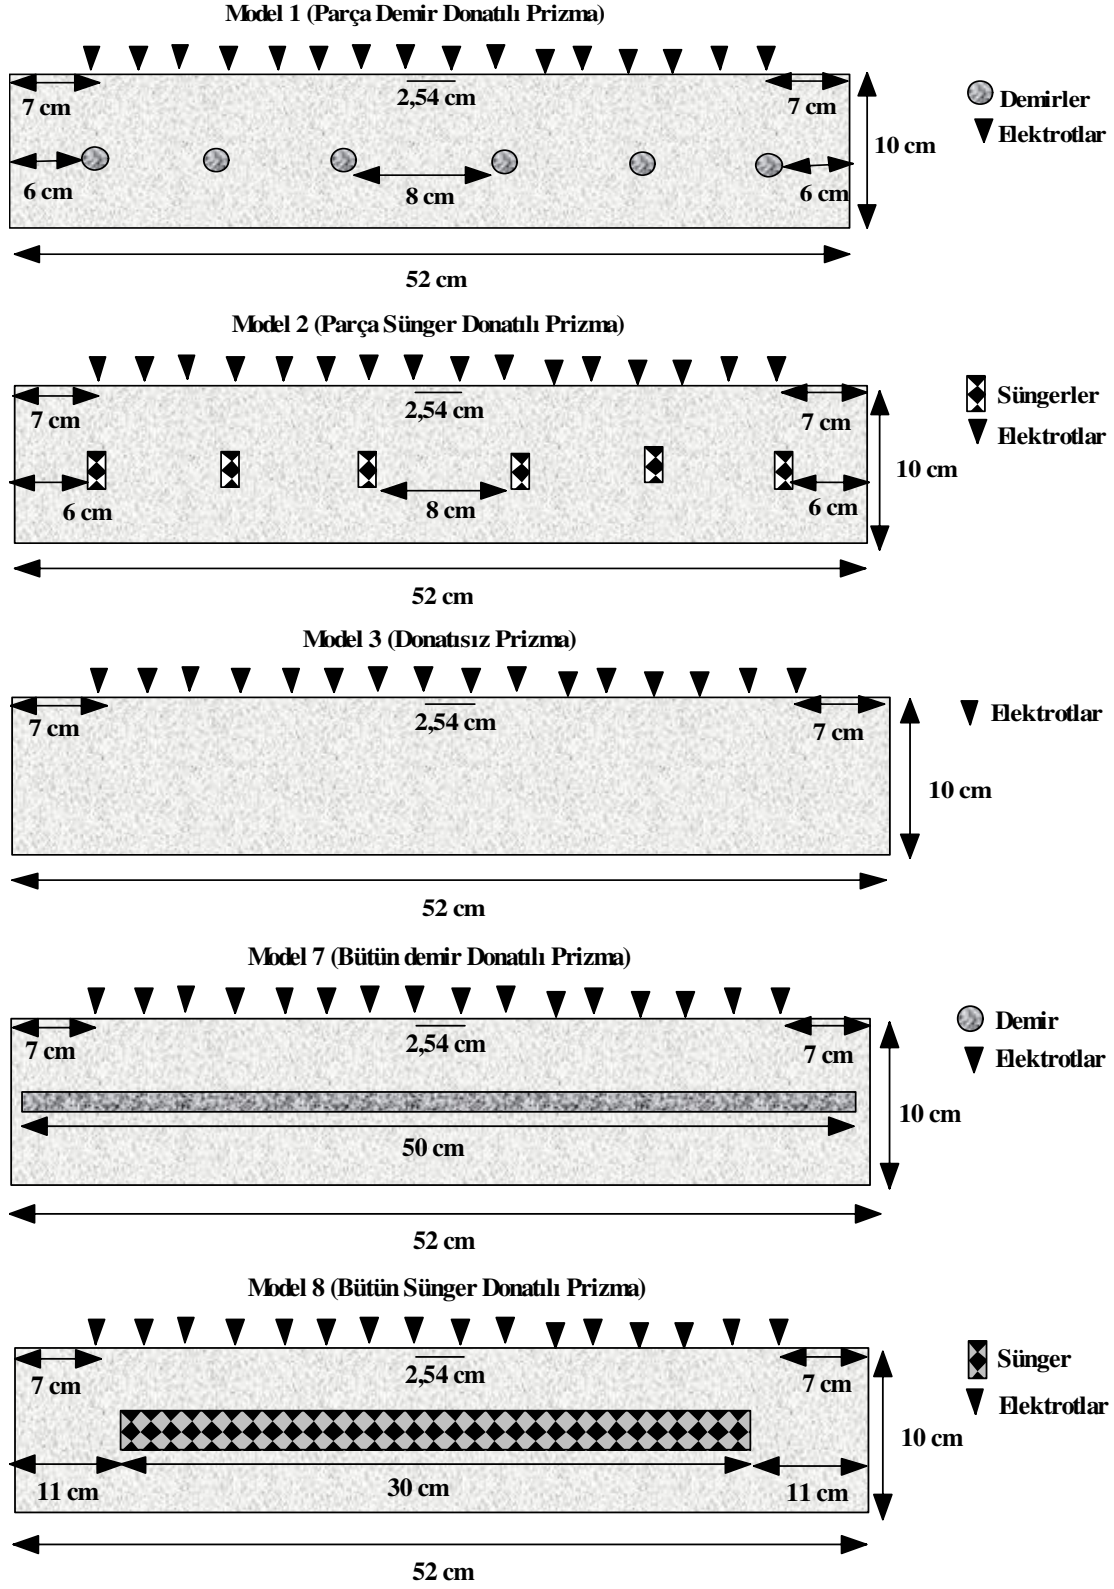 Model 1 (Parça Demir Donatılı Prizma)
7 cm
2,54 cm
7 cm
Demirler
Elektrotlar
10 cm
6 cm
8 cm
6 cm
52 cm
Model 2 (Parça Sünger Donatılı Prizma)
7 cm
2,54 cm
7 cm
Süngerler
Elektrotlar
10 cm
6 cm
8 cm
6 cm
52 cm
Model 3 (Donatısız Prizma)
7 cm
2,54 cm
7 cm
Elektrotlar
10 cm
52 cm
Model 7 (Bütün demir Donatılı Prizma)
7 cm
2,54 cm
7 cm
Demir
Elektrotlar
10 cm
50 cm
52 cm
Model 8 (Bütün Sünger Donatılı Prizma)
7 cm
2,54 cm
7 cm
Sünger
Elektrotlar
10 cm
11 cm
30 cm
11 cm
52 cm